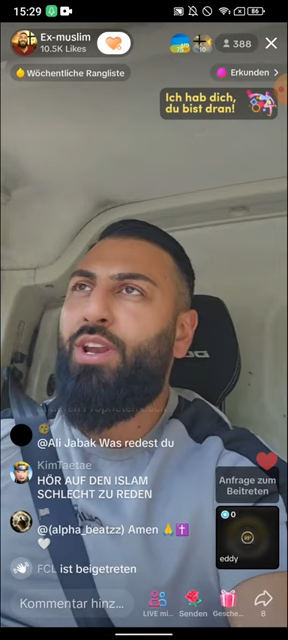 15:29
86
Ex-muslim
10.5K Likes
388
Wöchentliche Rangliste
Erkunden >
Ich hab dich,
du bist dran!
@Ali Jabak Was redest du
KimTaetae
HÖR AUF DEN ISLAM
SCHLECHT ZU REDEN
Anfrage zum
Beitreten
@(alpha_beatzz) Amen 🙏✝️
🤍
0
eddy
FCL ist beigetreten
Kommentar hinz...
LIVE mi...
Senden
Gesche...
8